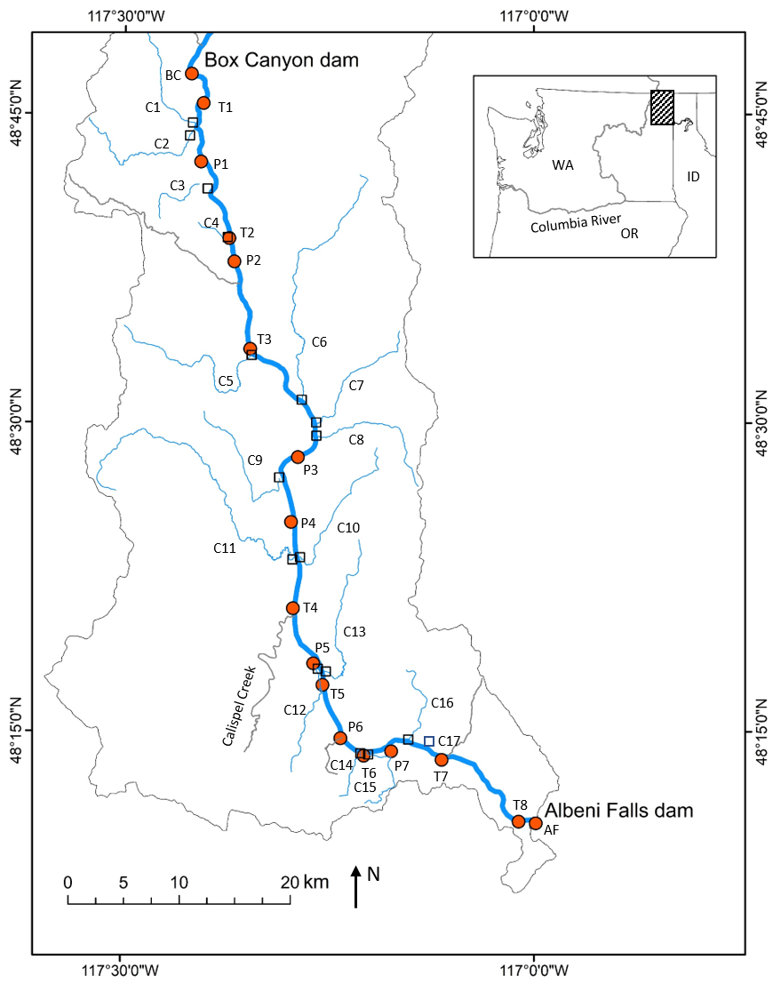 117°30'0"W
117°0'0"W
Box Canyon dam
BC
48°45'0"N
48°45'0"N
C1
T1
C2
P1
WA
ID
C3
C4
T2
Columbia River
OR
P2
T3
C6
C5
C7
48°30'0"N
48°30'0"N
C8
C9
P3
P4
C10
C11
T4
C13
P5
Calispel Creek
T5
C12
C16
48°15'0"N
48°15'0"N
P6
C17
C14
T6
P7
T7
C15
T8
Albeni Falls dam
AF
N
0 5 10 20 km
117°30'0"W
117°0'0"W